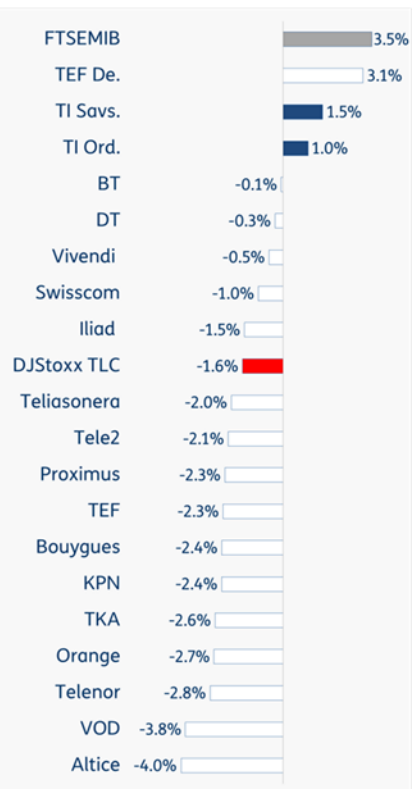 FTSEMIB 3.5%
TEF De. 3.1%
TI Savs. 1.5%
TI Ord. 1.0%
BT -0.1%
DT -0.3%
Vivendi -0.5%
Swisscom -1.0%
Iliad -1.5%
DJStoxx TLC -1.6%
Teliasonera -2.0%
Tele2 -2.1%
Proximus -2.3%
TEF -2.3%
Bouygues -2.4%
KPN -2.4%
TKA -2.6%
Orange -2.7%
Telenor -2.8%
VOD -3.8%
Altice -4.0%